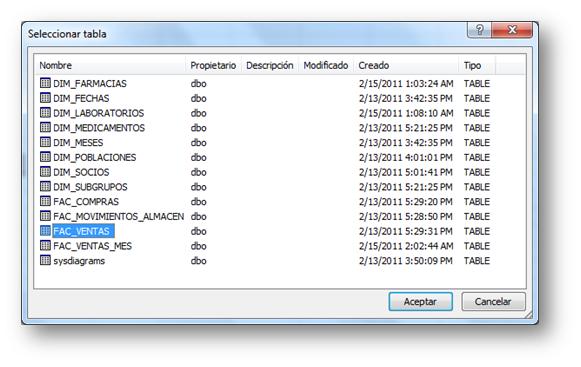 Seleccionar tabla
Nombre Propietario Descripción Modificado Creado Tipo
DIM_FARMACIAS dbo 2/15/2011 1:03:24 AM TABLE
DIM_FECHAS dbo 2/13/2011 3:42:35 PM TABLE
DIM_LABORATORIOS dbo 2/15/2011 1:08:10 AM TABLE
DIM_MEDICAMENTOS dbo 2/13/2011 5:21:25 PM TABLE
DIM_MESES dbo 2/13/2011 3:42:35 PM TABLE
DIM_POBLACIONES dbo 2/13/2011 4:01:01 PM TABLE
DIM_SOCIOS dbo 2/13/2011 5:01:41 PM TABLE
DIM_SUBGRUPOS dbo 2/13/2011 5:21:25 PM TABLE
FAC_COMPRAS dbo 2/13/2011 5:29:20 PM TABLE
FAC_MOVIMIENTOS_ALMACEN dbo 2/13/2011 5:28:50 PM TABLE
FAC_VENTAS dbo 2/13/2011 5:29:31 PM TABLE
FAC_VENTAS_MES dbo 2/15/2011 2:02:44 AM TABLE
sysdiagrams dbo 2/13/2011 3:50:09 PM TABLE
Aceptar Cancelar